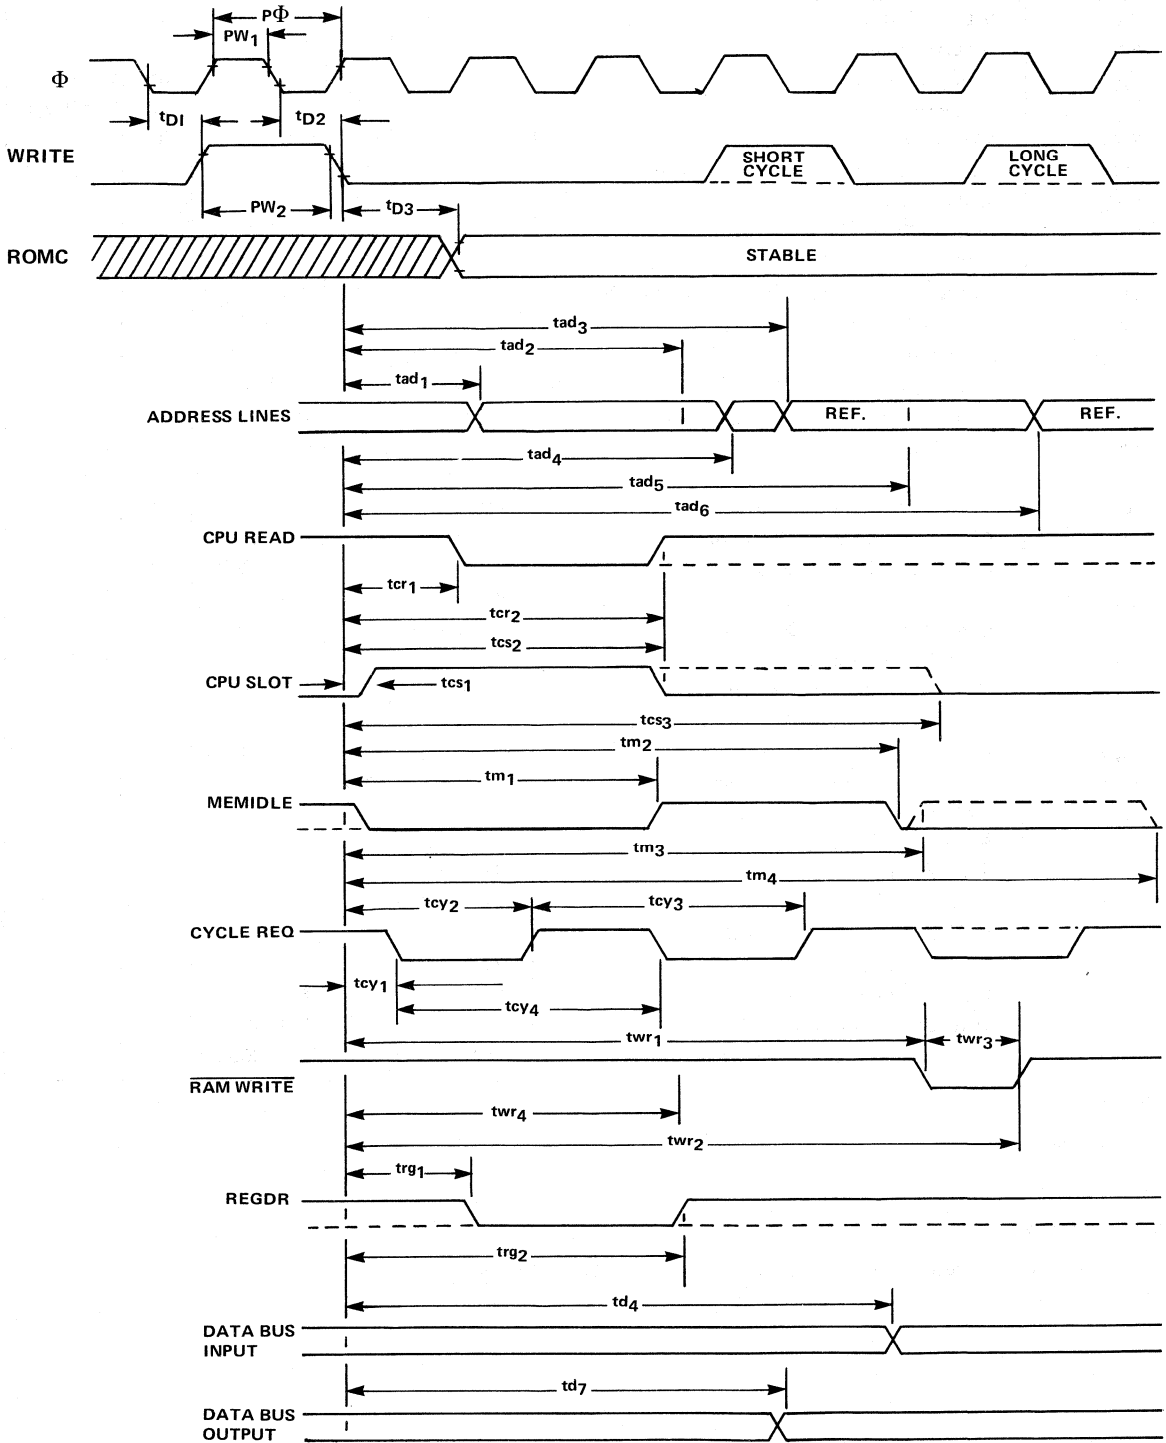 PΦ
PW1
Φ
tD1
tD2
WRITE
SHORT
CYCLE
LONG
CYCLE
PW2
tD3
ROMC
STABLE
tad3
tad2
tad1
ADDRESS LINES
REF.
REF.
tad4
tad5
tad6
CPU READ
tcr1
tcr2
tcs2
CPU SLOT
tcs1
tcs3
tm2
tm1
MEMIDLE
tm3
tm4
tcy2
tcy3
CYCLE REQ
tcy1
tcy4
twr1
twr3
RAM WRITE
twr4
twr2
trg1
REGDR
trg2
td4
DATA BUS
INPUT
td7
DATA BUS
OUTPUT